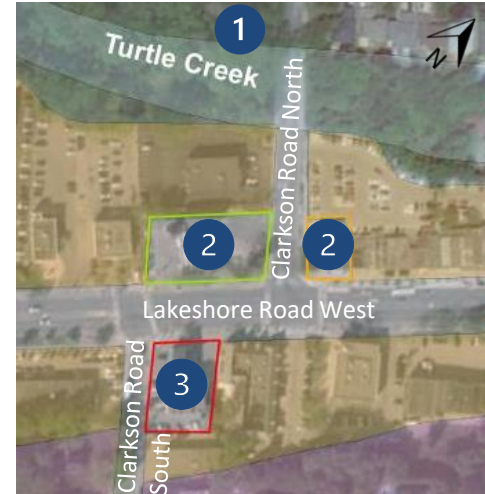 1
Turtle Creek
N
Clarkson Road North
2
2
Lakeshore Road West
3
Clarkson Road
South